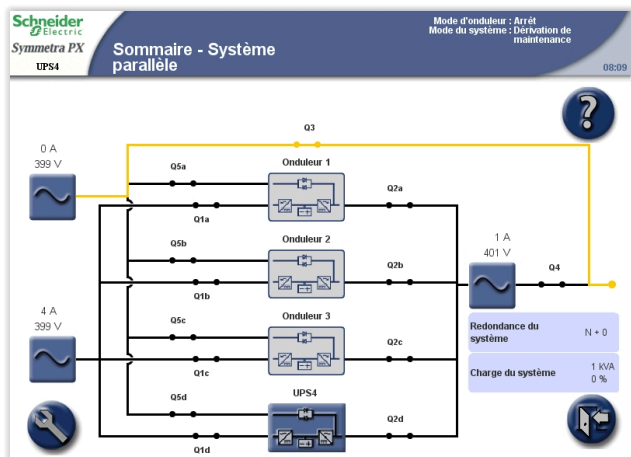 Schneider
Electric
Symmetra PX
UPS4
Sommaire - Système
parallèle
Mode d'onduleur : Arrêt
Mode du système : Dérivation de
maintenance
08:09
Q3
0 A
399 V
Q5a
Onduleur 1
Q1a
Q2a
Q5b
Onduleur 2
Q1b
Q2b
1 A
401 V
Q4
4 A
399 V
Q5c
Onduleur 3
Q1c
Q2c
Redondance du
système
N + 0
Charge du système
1 kVA
0 %
Q5d
UPS4
Q1d
Q2d